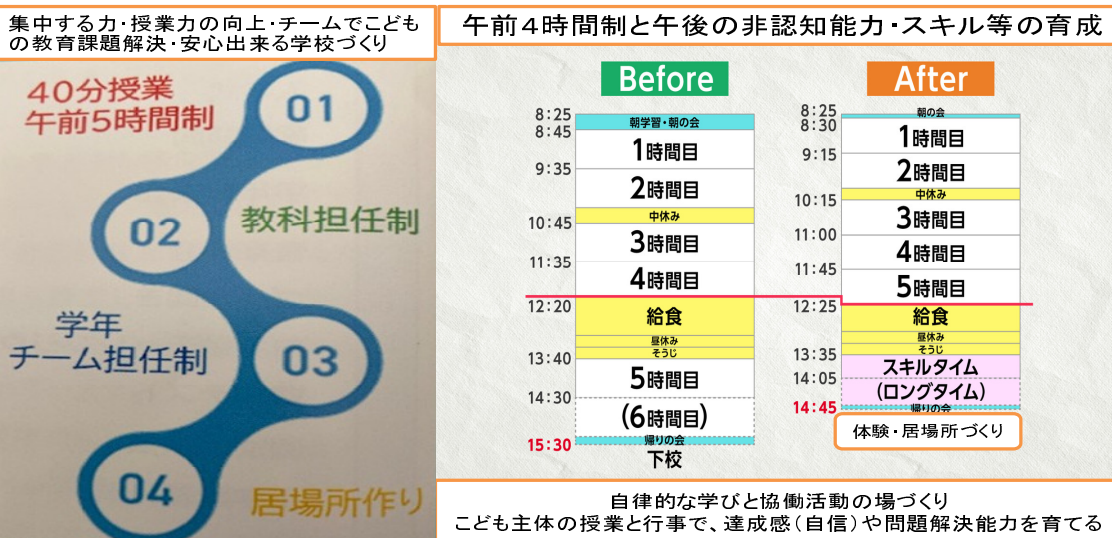 集中する力・授業力の向上・チームでこども
の教育課題解決・安心出来る学校づくり
40分授業
午前5時間制
01
02
教科担任制
学年
チーム担任制
03
04
居場所作り
午前4時間制と午後の非認知能力・スキル等の育成
Before
8:25
朝学習・朝の会
8:45
1時間目
9:35
2時間目
中休み
10:45
3時間目
11:35
4時間目
12:20
給食
昼休み
そうじ
13:40
5時間目
14:30
(6時間目)
帰りの会
15:30
下校
After
8:25
朝の会
8:30
1時間目
9:15
2時間目
中休み
10:15
3時間目
11:00
4時間目
11:45
5時間目
12:25
給食
昼休み
そうじ
13:35
スキルタイム
14:05
(ロングタイム)
14:45
帰りの会
体験・居場所づくり
自律的な学びと協働活動の場づくり
こども主体の授業と行事で、達成感(自信)や問題解決能力を育てる